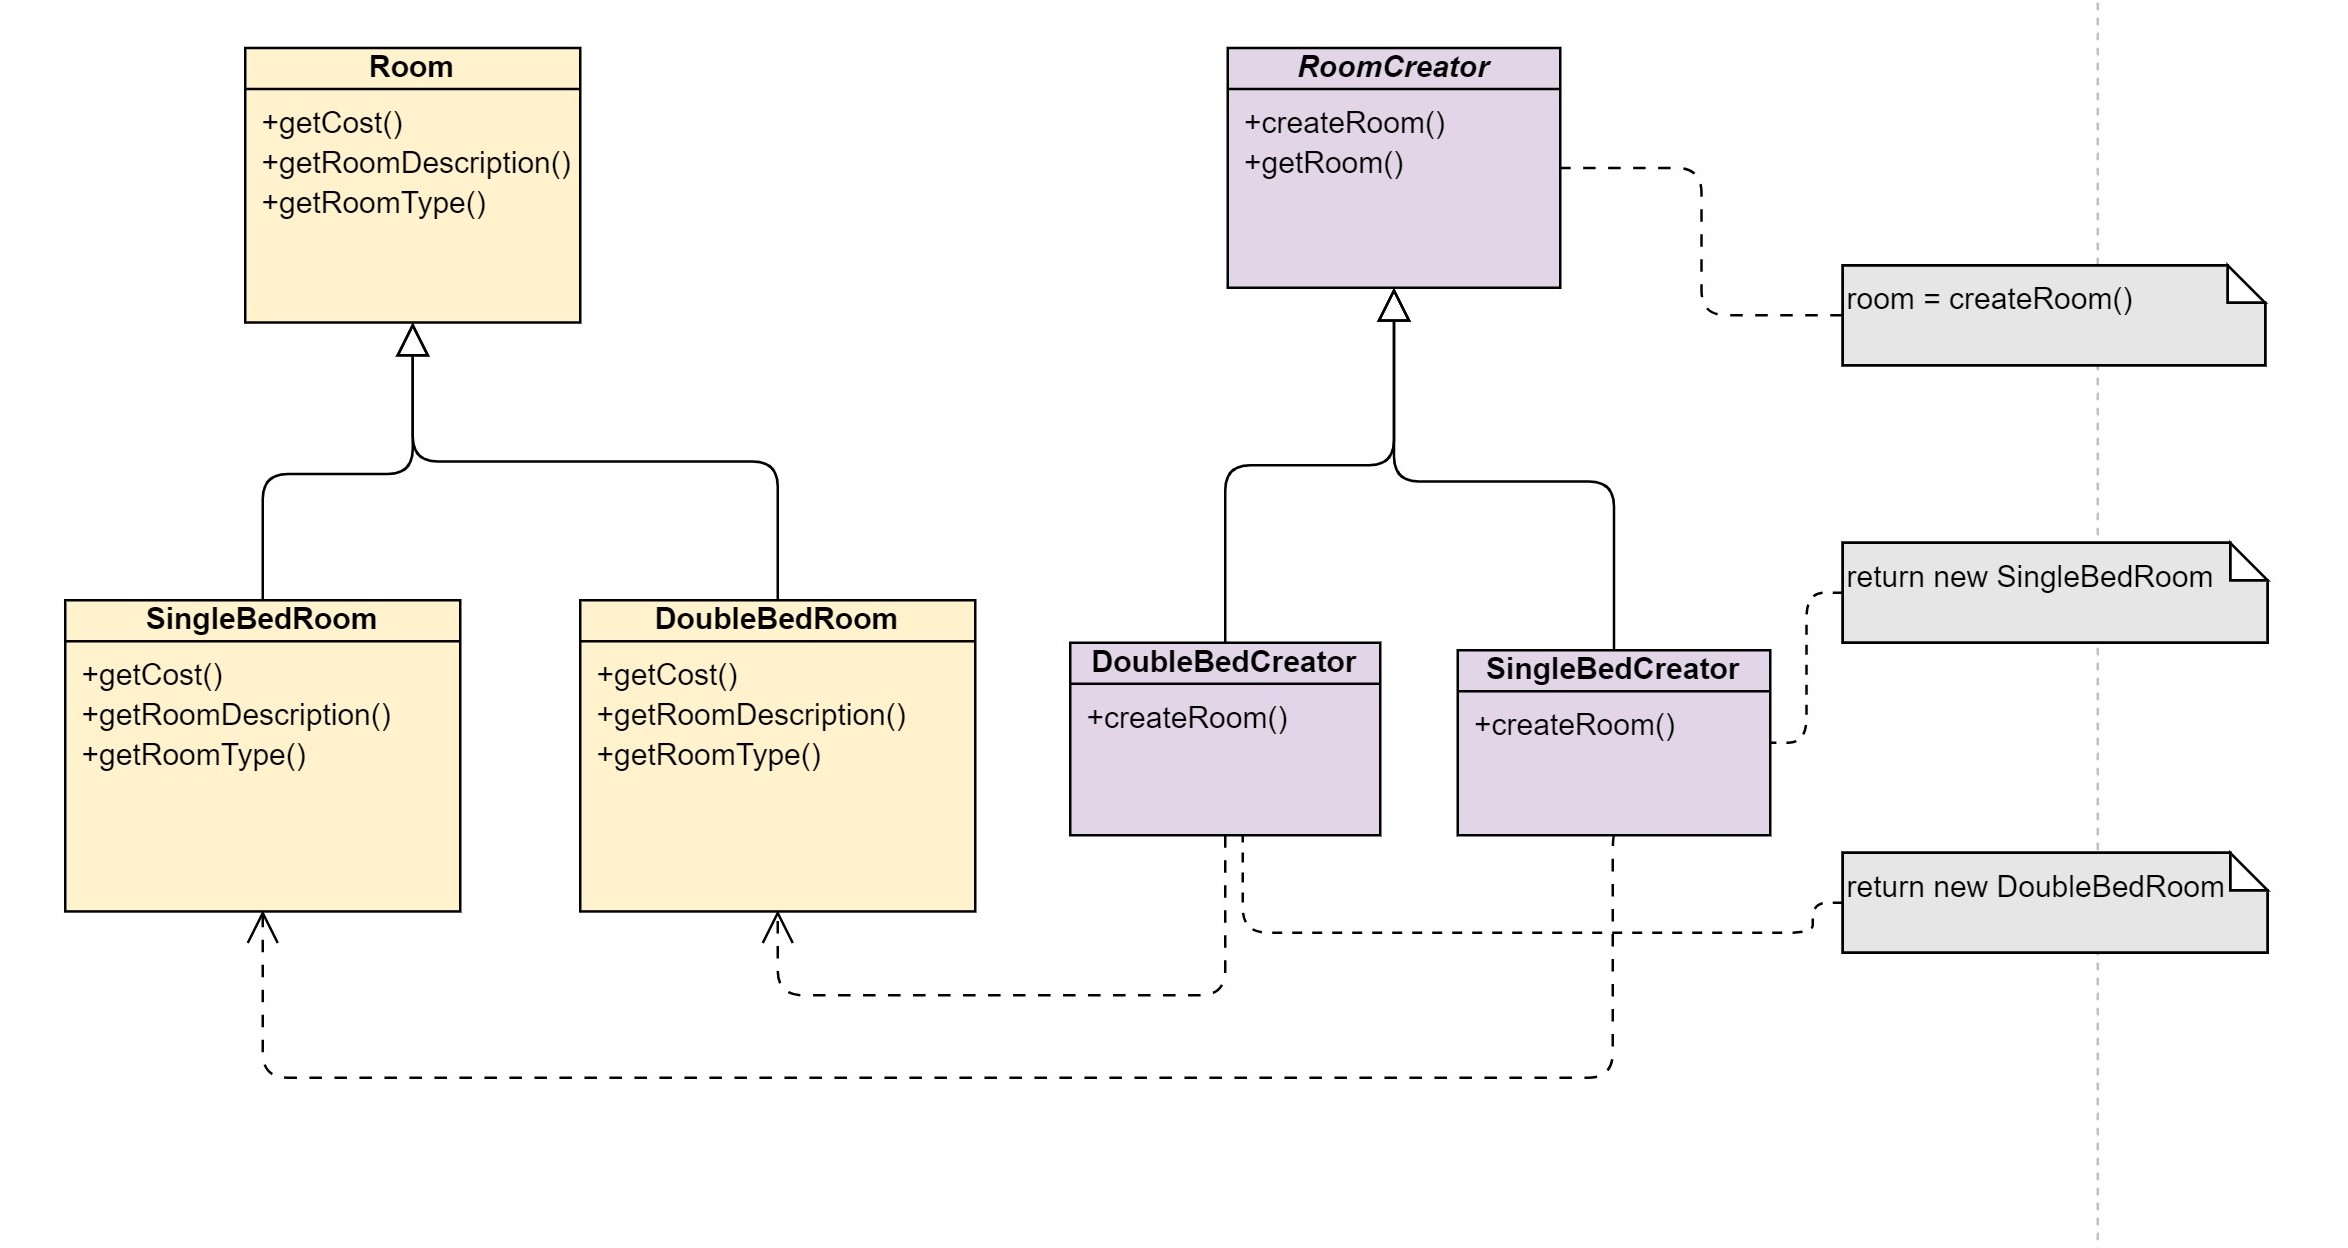 Room
+getCost()
+getRoomDescription()
+getRoomType()
RoomCreator
+createRoom()
+getRoom()
room = createRoom()
SingleBedRoom
+getCost()
+getRoomDescription()
+getRoomType()
DoubleBedRoom
+getCost()
+getRoomDescription()
+getRoomType()
DoubleBedCreator
+createRoom()
SingleBedCreator
+createRoom()
return new SingleBedRoom
return new DoubleBedRoom